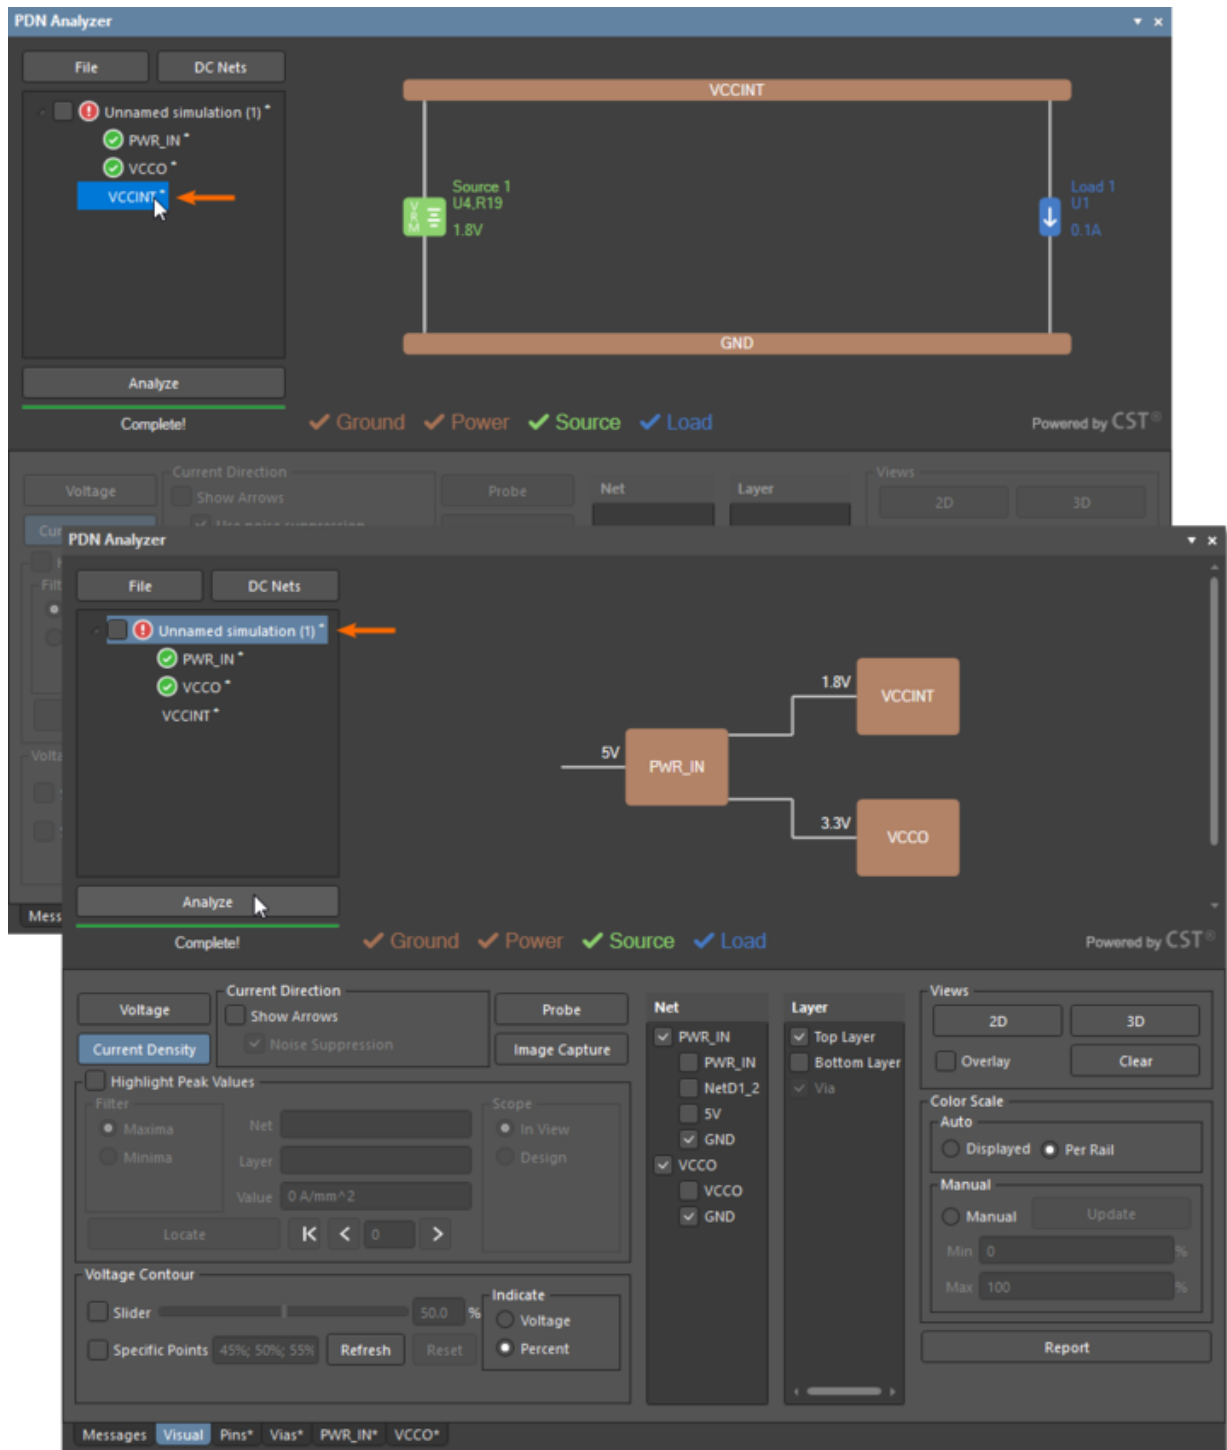 PDN Analyzer
File
DC Nets
Unnamed simulation (1) *
PWR_IN *
VCCO *
VCCINT *
Analyze
Complete!
VCCINT
Source 1
U4,R19
1.8V
VRM
Load 1
U1
0.1A
GND
Ground
Power
Source
Load
Powered by CST®
Voltage
Current Direction
Show Arrows
Use noise suppression
Probe
Net
Layer
Views
2D
3D
Cur
Filt
Volta
Mess
PDN Analyzer
File
DC Nets
Unnamed simulation (1) *
PWR_IN *
VCCO *
VCCINT *
Analyze
Complete!
5V
PWR_IN
1.8V
VCCINT
3.3V
VCCO
Ground
Power
Source
Load
Powered by CST®
Voltage
Current Density
Current Direction
Show Arrows
Noise Suppression
Probe
Image Capture
Highlight Peak Values
Filter
Maxima
Minima
Net
Layer
Value 0 A/mm^2
Scope
In View
Design
Locate
0
Voltage Contour
Slider
50.0 %
Specific Points 45%; 50%; 55%
Refresh
Reset
Indicate
Voltage
Percent
Net
PWR_IN
PWR_IN
NetD1_2
5V
GND
VCCO
VCCO
GND
Layer
Top Layer
Bottom Layer
Via
Views
2D
3D
Overlay
Clear
Color Scale
Auto
Displayed
Per Rail
Manual
Manual
Update
Min 0 %
Max 100 %
Report
Messages
Visual
Pins*
Vias*
PWR_IN*
VCCO*